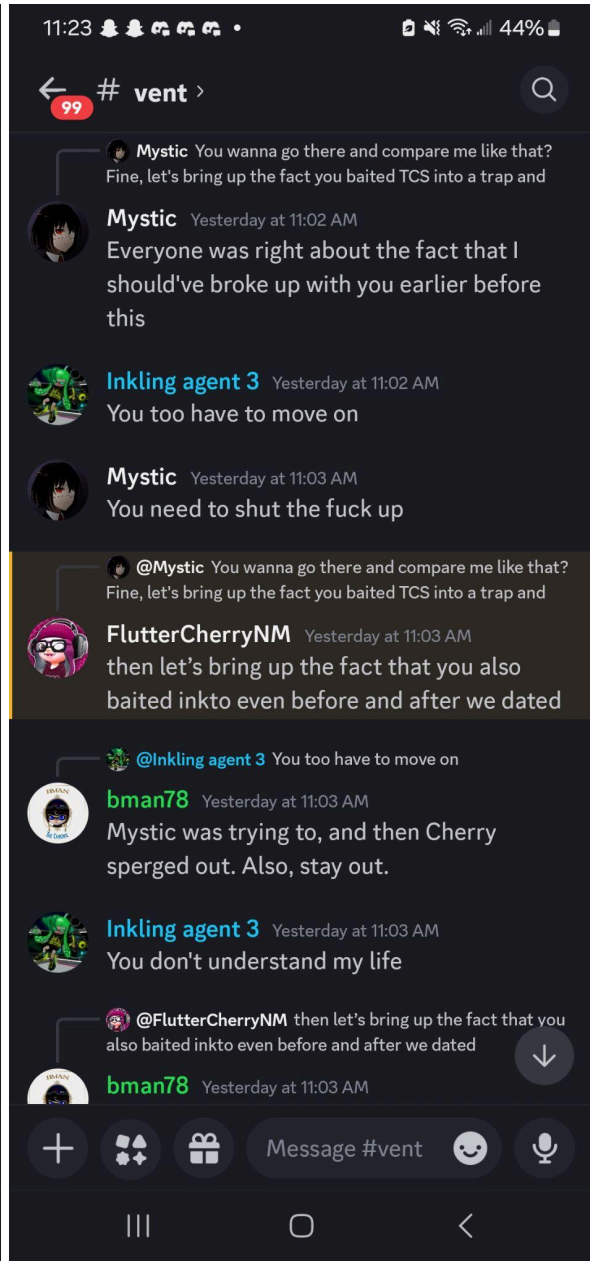 11:23 44%
99 # vent
Mystic You wanna go there and compare me like that?
Fine, let's bring up the fact you baited TCS into a trap and
Mystic Yesterday at 11:02 AM
Everyone was right about the fact that I
should've broke up with you earlier before
this
Inkling agent 3 Yesterday at 11:02 AM
You too have to move on
Mystic Yesterday at 11:03 AM
You need to shut the fuck up
@Mystic You wanna go there and compare me like that?
Fine, let's bring up the fact you baited TCS into a trap and
FlutterCherryNM Yesterday at 11:03 AM
then let’s bring up the fact that you also
baited inkto even before and after we dated
@Inkling agent 3 You too have to move on
BMAN
bman78 Yesterday at 11:03 AM
Mystic was trying to, and then Cherry
sperged out. Also, stay out.
Inkling agent 3 Yesterday at 11:03 AM
You don't understand my life
@FlutterCherryNM then let’s bring up the fact that you
also baited inkto even before and after we dated
BMAN
bman78 Yesterday at 11:03 AM
Message #vent